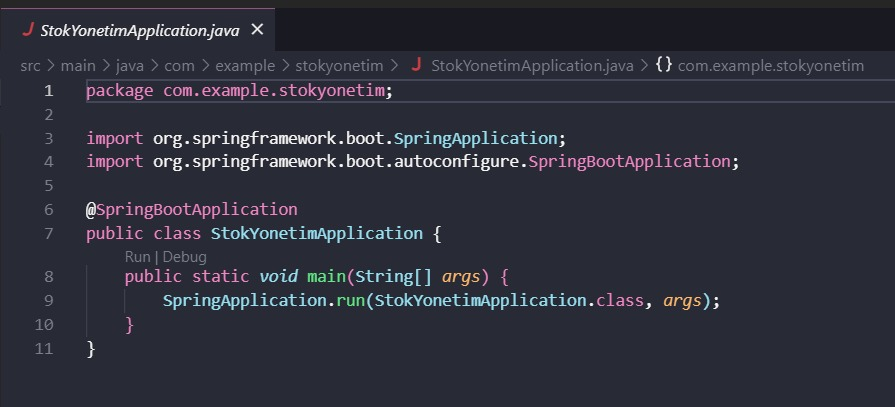 StokYonetimApplication.java ×
src > main > java > com > example > stokyonetim > StokYonetimApplication.java > {} com.example.stokyonetim
1 package com.example.stokyonetim;
2
3 import org.springframework.boot.SpringApplication;
4 import org.springframework.boot.autoconfigure.SpringBootApplication;
5
6 @SpringBootApplication
7 public class StokYonetimApplication {
Run | Debug
8 public static void main(String[] args) {
9 SpringApplication.run(StokYonetimApplication.class, args);
10 }
11 }